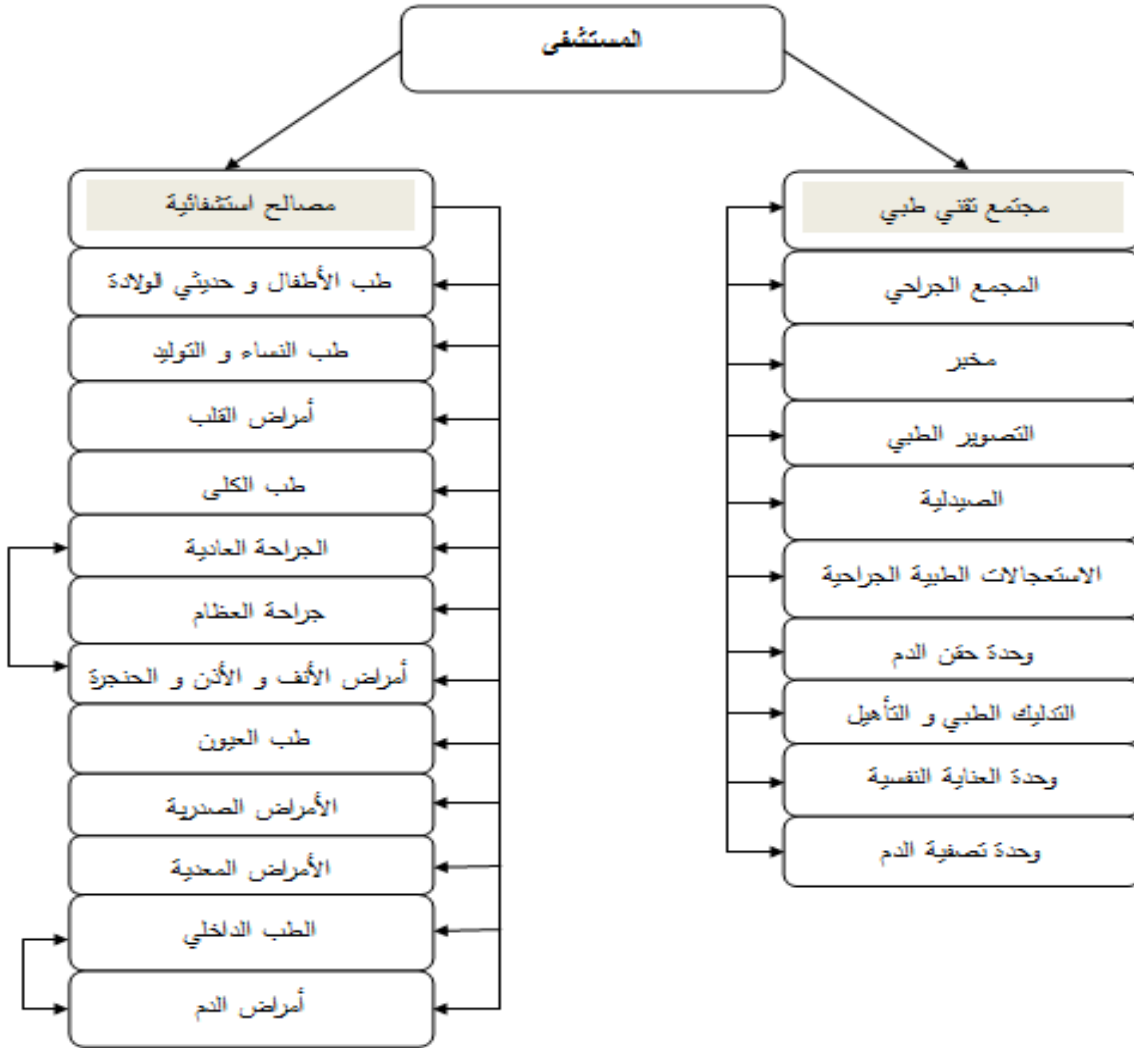 المستشفى
مجتمع تقني طبي
المجمع الجراحي
مخبر
التصوير الطبي
الصيدلية
الاستعجالات الطبية الجراحية
وحدة حقن الدم
التدليك الطبي و التأهيل
وحدة العناية النفسية
وحدة تصفية الدم
مصالح استشفائية
طب الأطفال و حديثي الولادة
طب النساء و التوليد
أمراض القلب
طب الكلى
الجراحة العادية
جراحة العظام
أمراض الأنف و الأذن و الحنجرة
طب العيون
الأمراض الصدرية
الأمراض المعدية
الطب الداخلي
أمراض الدم